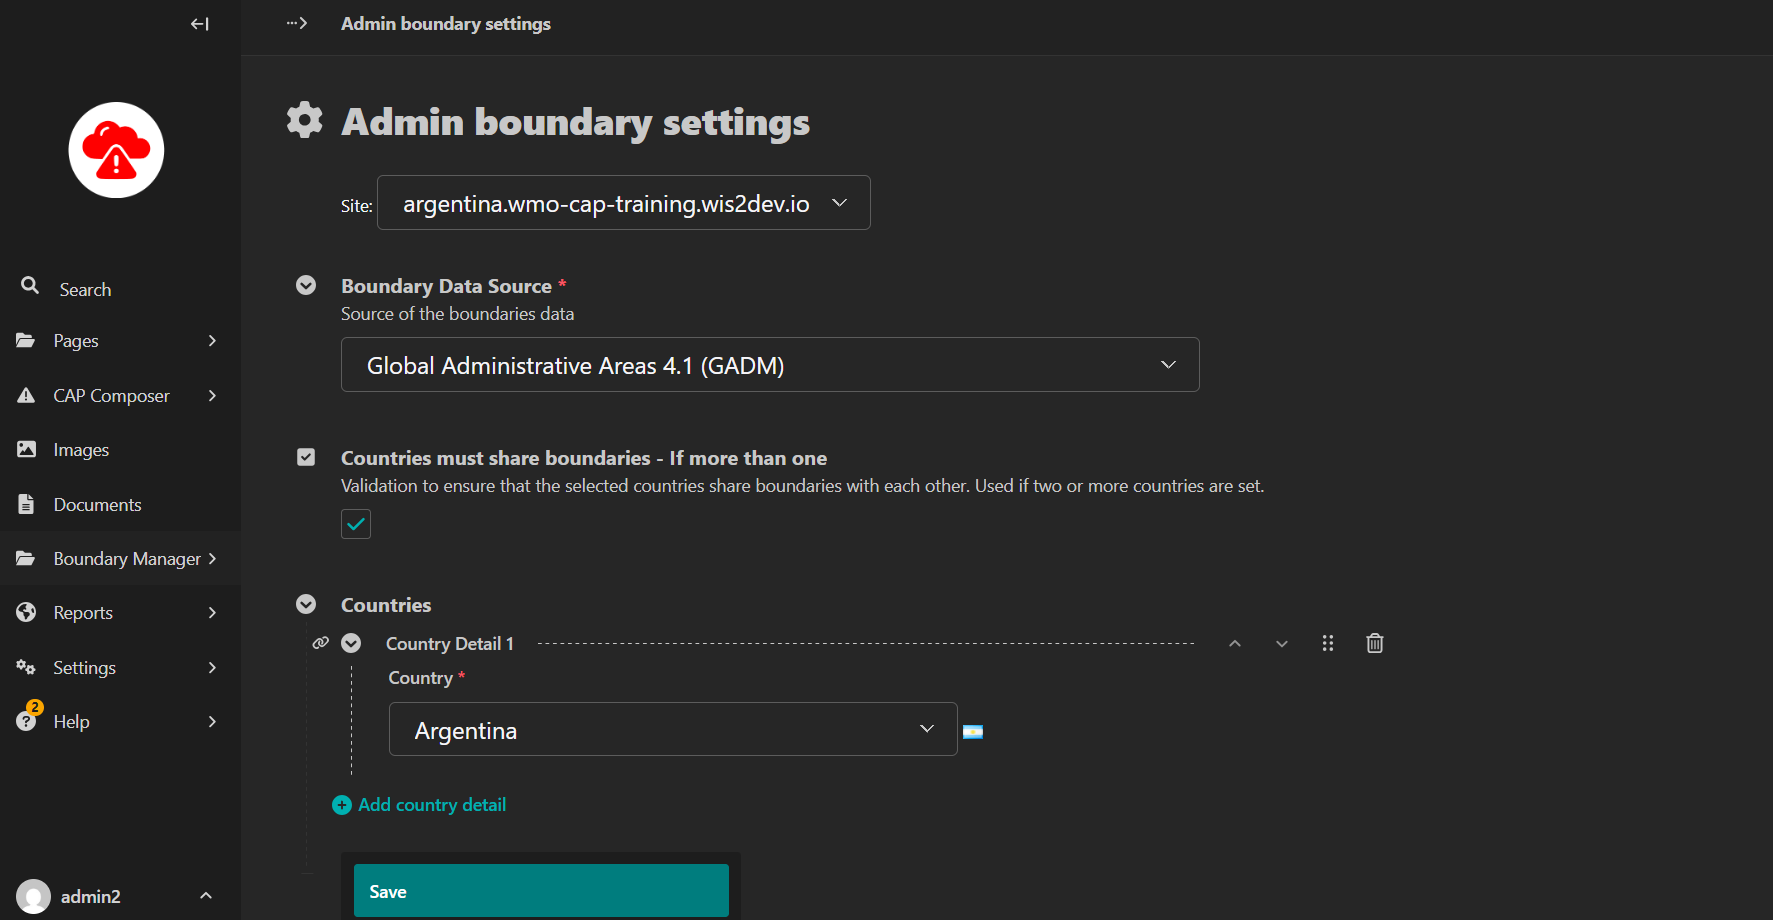 Admin boundary settings
Admin boundary settings
Site: argentina.wmo-cap-training.wis2dev.io
Search
Pages
CAP Composer
Images
Documents
Boundary Manager
Reports
Settings
2
Help
admin2
Boundary Data Source *
Source of the boundaries data
Global Administrative Areas 4.1 (GADM)
Countries must share boundaries - If more than one
Validation to ensure that the selected countries share boundaries with each other. Used if two or more countries are set.
Countries
Country Detail 1
Country *
Argentina
Add country detail
Save